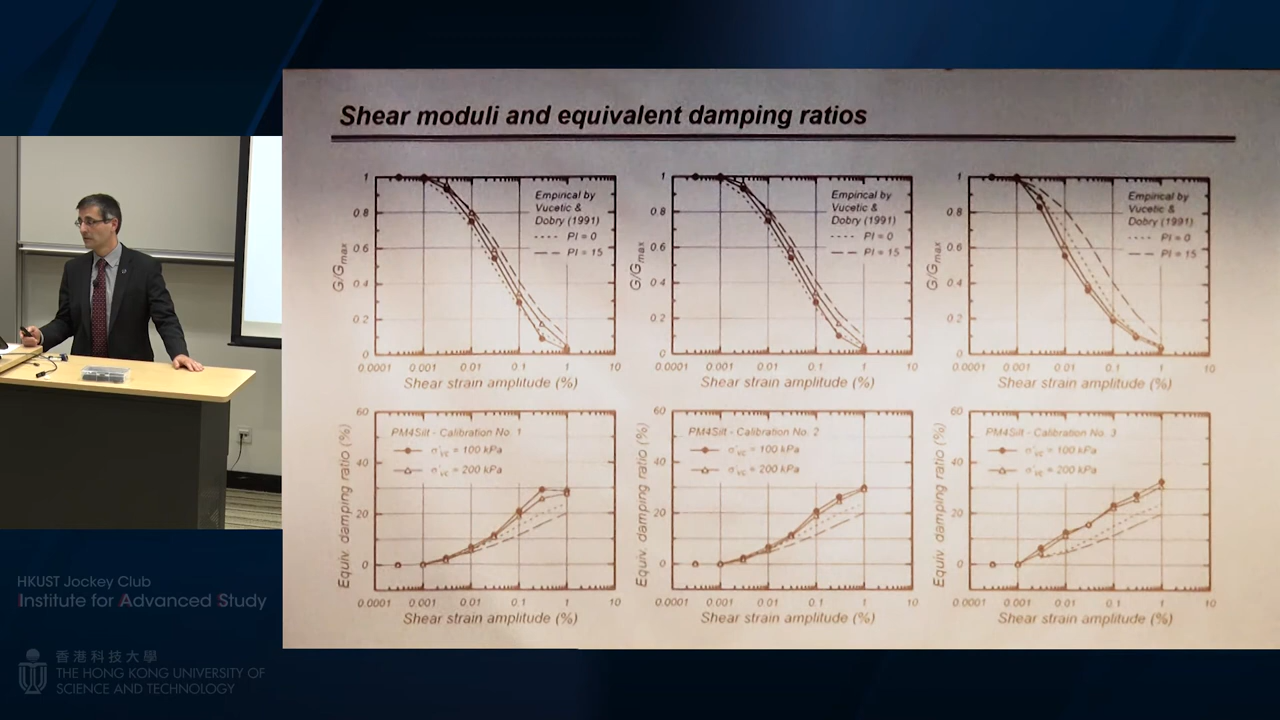 Shear moduli and equivalent damping ratios
1
0.8
0.6
0.4
0.2
0
G/Gmax
Empirical by
Vucetic &
Dobry (1991)
PI = 0
PI = 15
0.0001 0.001 0.01 0.1 1 10
Shear strain amplitude (%)
1
0.8
0.6
0.4
0.2
0
G/Gmax
Empirical by
Vucetic &
Dobry (1991)
PI = 0
PI = 15
0.0001 0.001 0.01 0.1 1 10
Shear strain amplitude (%)
1
0.8
0.6
0.4
0.2
0
G/Gmax
Empirical by
Vucetic &
Dobry (1991)
PI = 0
PI = 15
0.0001 0.001 0.01 0.1 1 10
Shear strain amplitude (%)
60
40
20
0
Equiv. damping ratio (%)
PM4Silt - Calibration No. 1
σ'vc = 100 kPa
σ'vc = 200 kPa
0.0001 0.001 0.01 0.1 1 10
Shear strain amplitude (%)
60
40
20
0
Equiv. damping ratio (%)
PM4Silt - Calibration No. 2
σ'vc = 100 kPa
σ'vc = 200 kPa
0.0001 0.001 0.01 0.1 1 10
Shear strain amplitude (%)
60
40
20
0
Equiv. damping ratio (%)
PM4Silt - Calibration No. 3
σ'vc = 100 kPa
σ'vc = 200 kPa
0.0001 0.001 0.01 0.1 1 10
Shear strain amplitude (%)
HKUST Jockey Club
Institute for Advanced Study
香港科技大學
THE HONG KONG UNIVERSITY OF
SCIENCE AND TECHNOLOGY